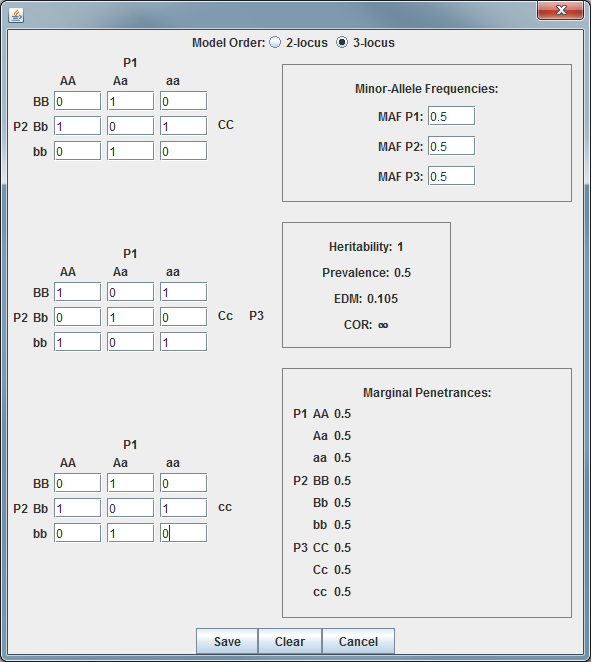 Model Order: 2-locus 3-locus
P1
AA Aa aa
BB 0 1 0
P2 Bb 1 0 1 CC
bb 0 1 0
Minor-Allele Frequencies:
MAF P1: 0.5
MAF P2: 0.5
MAF P3: 0.5
P1
AA Aa aa
BB 1 0 1
P2 Bb 0 1 0 Cc P3
bb 1 0 1
Heritability: 1
Prevalence: 0.5
EDM: 0.105
COR: ∞
P1
AA Aa aa
BB 0 1 0
P2 Bb 1 0 1 cc
bb 0 1 0
Marginal Penetrances:
P1 AA 0.5
Aa 0.5
aa 0.5
P2 BB 0.5
Bb 0.5
bb 0.5
P3 CC 0.5
Cc 0.5
cc 0.5
Save Clear Cancel